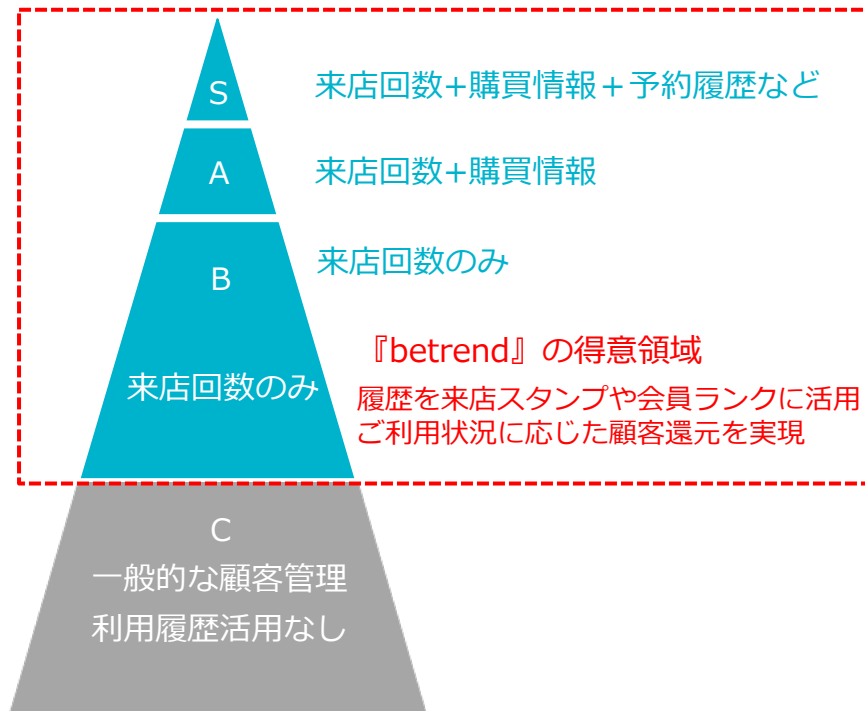 S
来店回数+購買情報＋予約履歴など
A
来店回数+購買情報
B
来店回数のみ
来店回数のみ
『betrend』の得意領域
履歴を来店スタンプや会員ランクに活用
ご利用状況に応じた顧客還元を実現
C
一般的な顧客管理
利用履歴活用なし